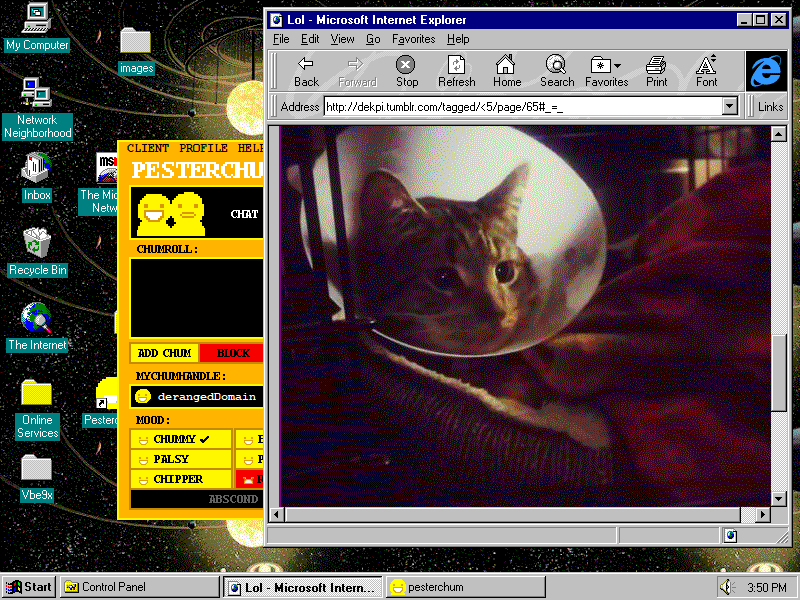 My Computer
images
Network
Neighborhood
Inbox
Recycle Bin
The Internet
Online
Services
Vbe9x
msn
The Mic
Netw
Pesterc
CLIENT PROFILE HELP
PESTERCHU
CHAT
CHUMROLL:
ADD CHUM
BLOCK
MYCHUMHANDLE:
derangedDomain
MOOD:
CHUMMY
PALSY
CHIPPER
ABSCOND
Lol - Microsoft Internet Explorer
File Edit View Go Favorites Help
Back Forward Stop Refresh Home Search Favorites Print Font
Address http://dekpi.tumblr.com/tagged/<5/page/65#_=_ Links
Start
Control Panel
Lol - Microsoft Intern...
pesterchum
3:50 PM